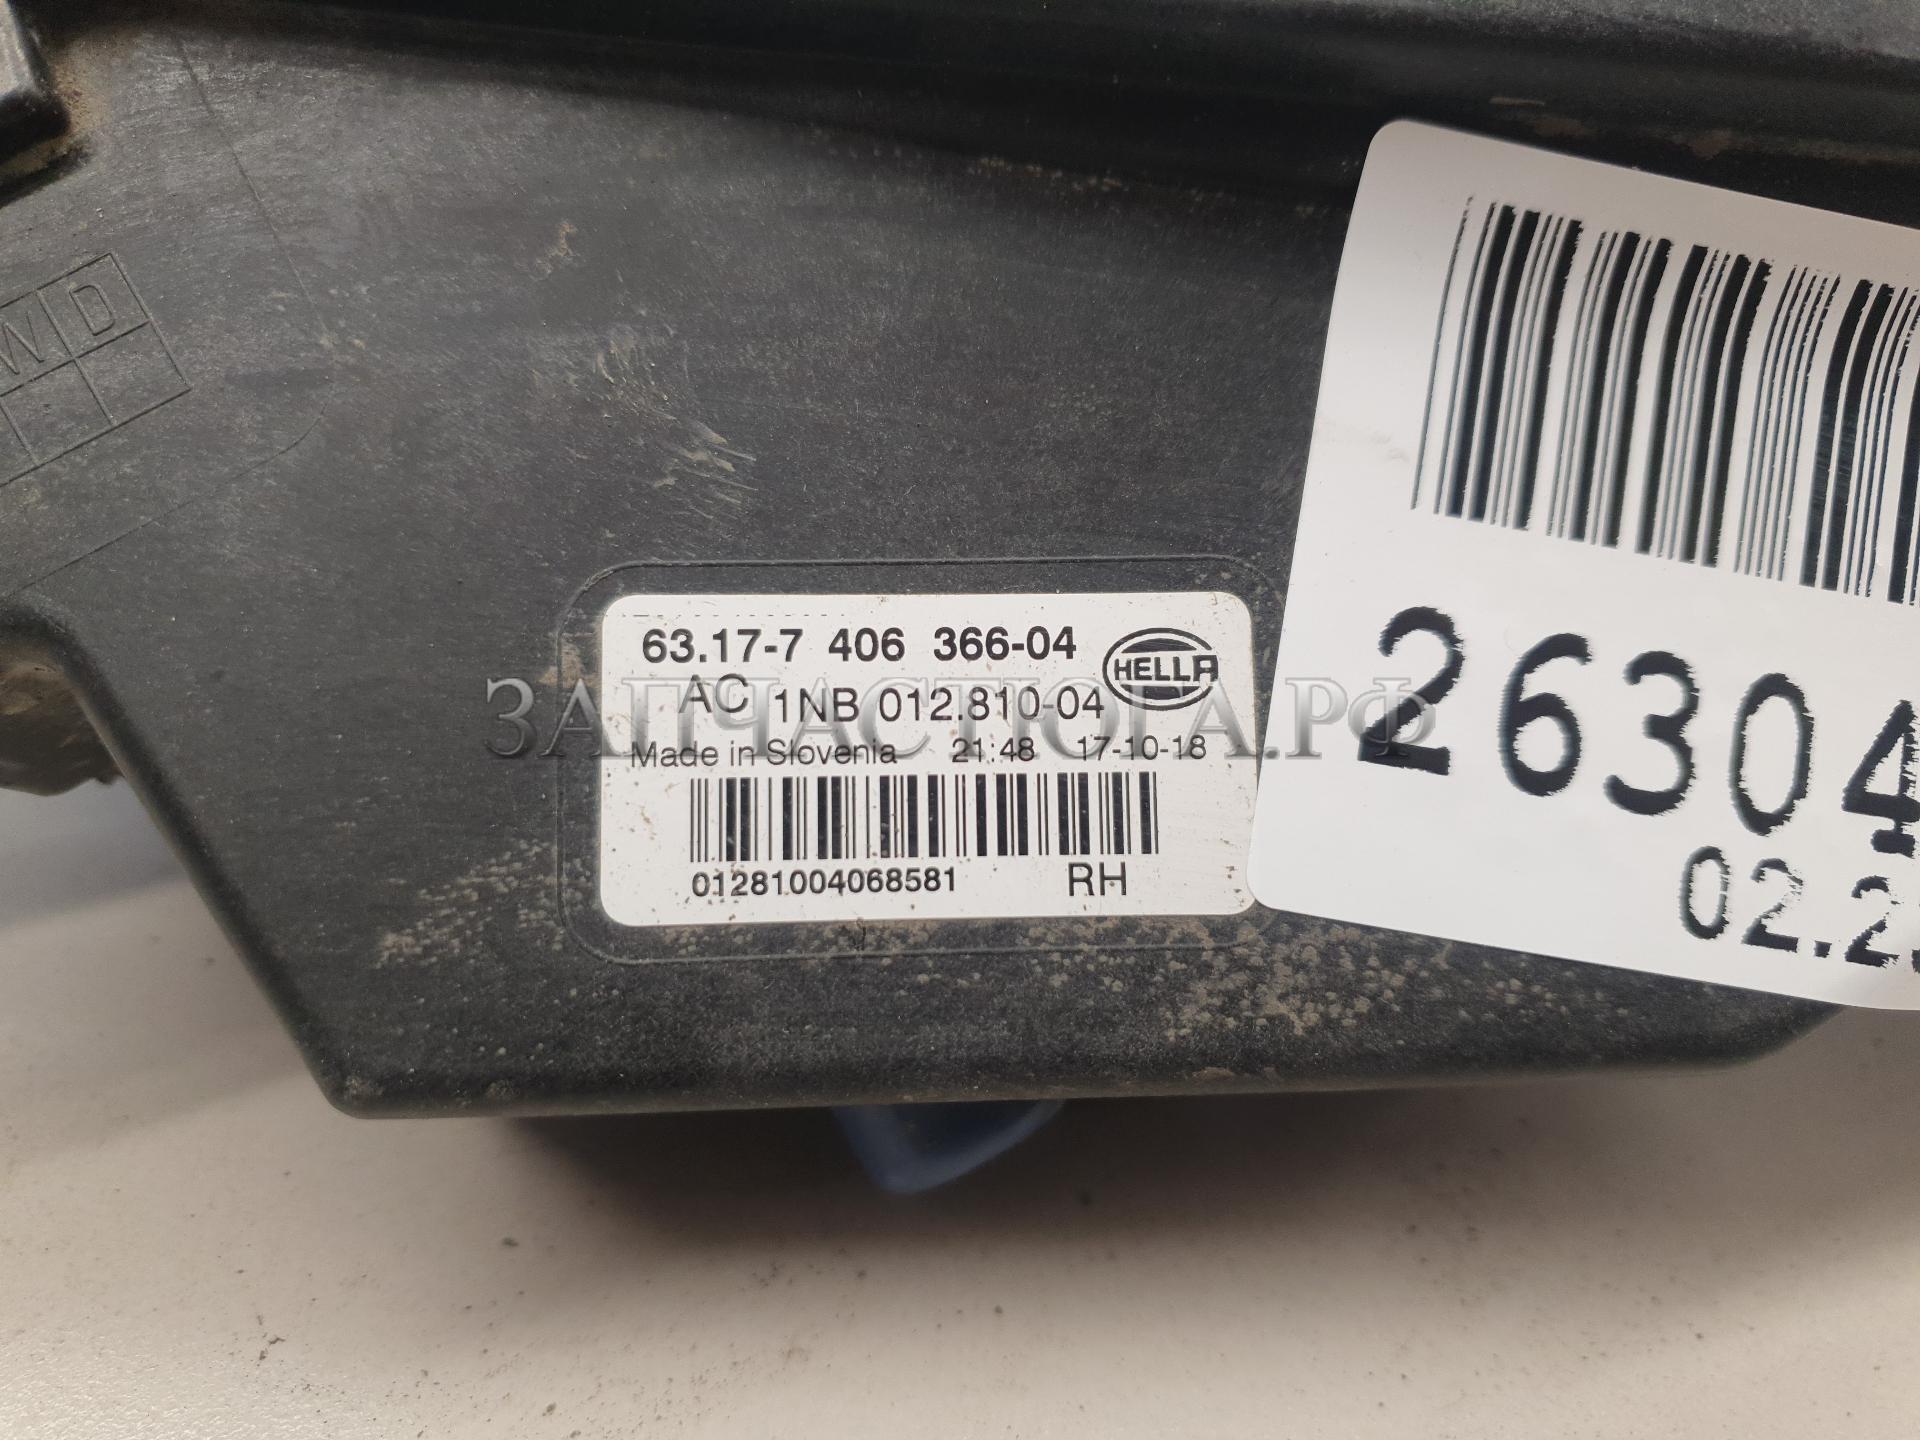 W D
63.17-7 406 366-04
HELLA
AC 1NB 012.810-04
Made in Slovenia 21:48 17-10-18
01281004068581 RH
ЗАПЧАСТЮГА.РФ
26304
02.2